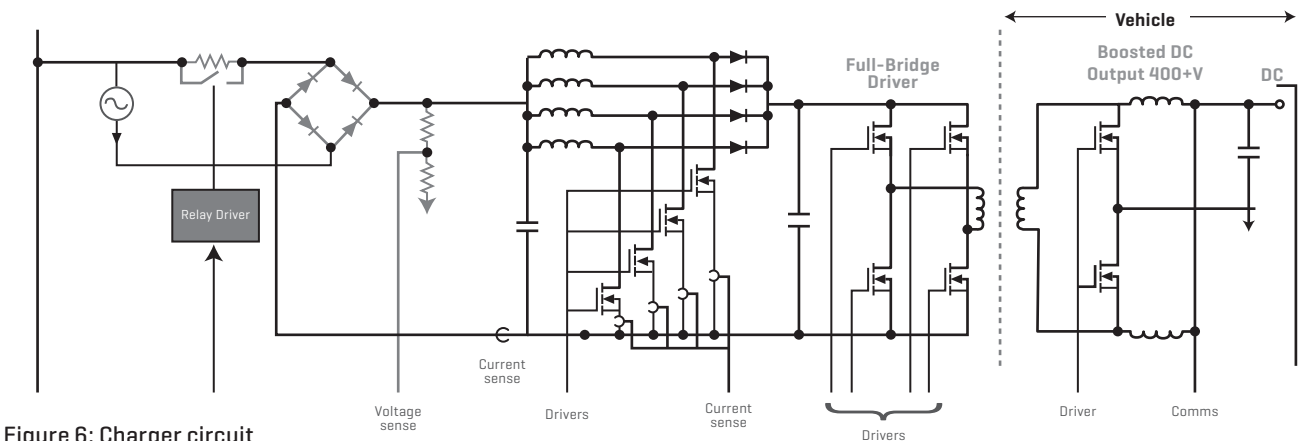 Vehicle
Boosted DC
Output 400+V
DC
Full-Bridge
Driver
Relay Driver
Current
sense
Voltage
sense
Drivers
Current
sense
Drivers
Driver
Comms
Figure 6: Charger circuit